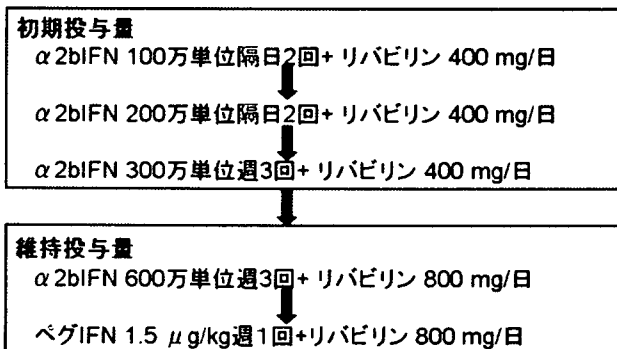 初期投与量
α2bIFN 100万単位隔日2回+ リバビリン 400 mg/日
α2bIFN 200万単位隔日2回+ リバビリン 400 mg/日
α2bIFN 300万単位週3回+ リバビリン 400 mg/日
維持投与量
α2bIFN 600万単位週3回+ リバビリン 800 mg/日
ペグIFN 1.5 μg/kg週1回+リバビリン 800 mg/日